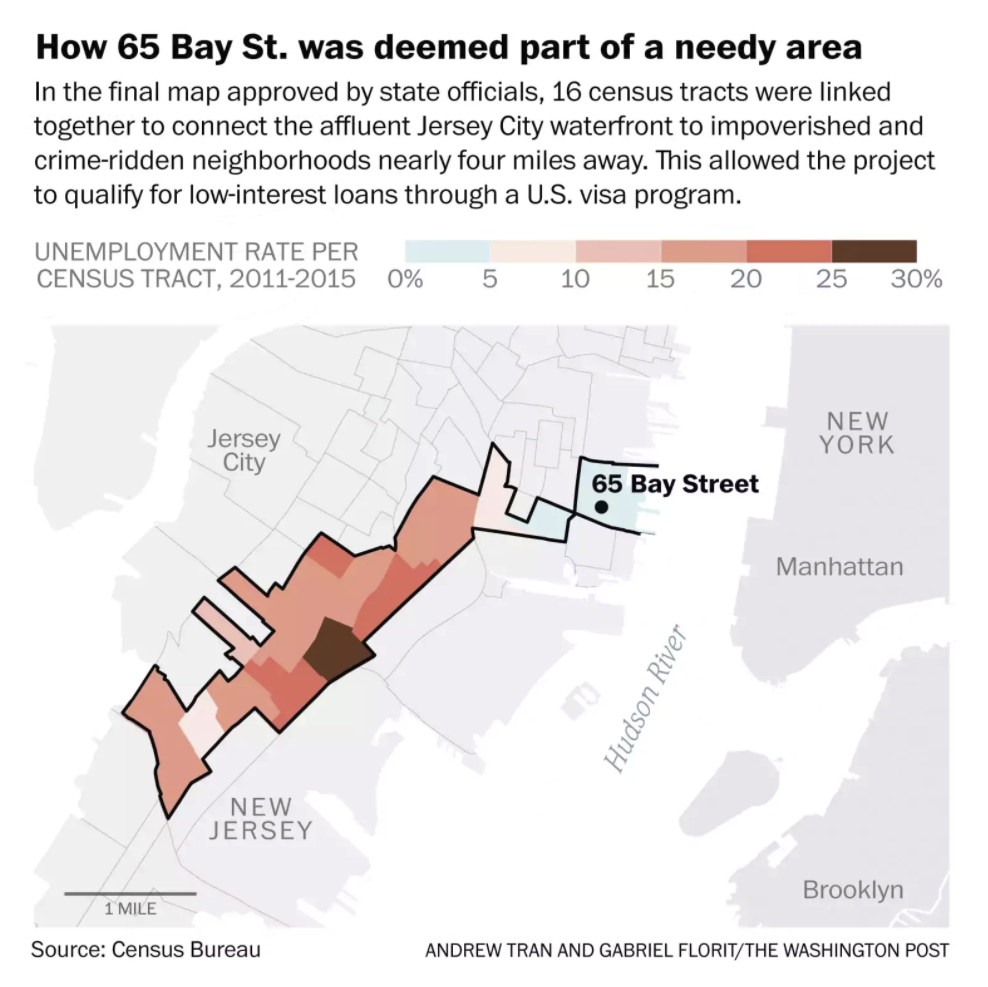 How 65 Bay St. was deemed part of a needy area
In the final map approved by state officials, 16 census tracts were linked
together to connect the affluent Jersey City waterfront to impoverished and
crime-ridden neighborhoods nearly four miles away. This allowed the project
to qualify for low-interest loans through a U.S. visa program.
UNEMPLOYMENT RATE PER
CENSUS TRACT, 2011-2015
0% 5 10 15 20 25 30%
Jersey
City
NEW
YORK
65 Bay Street
Manhattan
Hudson River
NEW
JERSEY
Brooklyn
1 MILE
Source: Census Bureau
ANDREW TRAN AND GABRIEL FLORIT/THE WASHINGTON POST